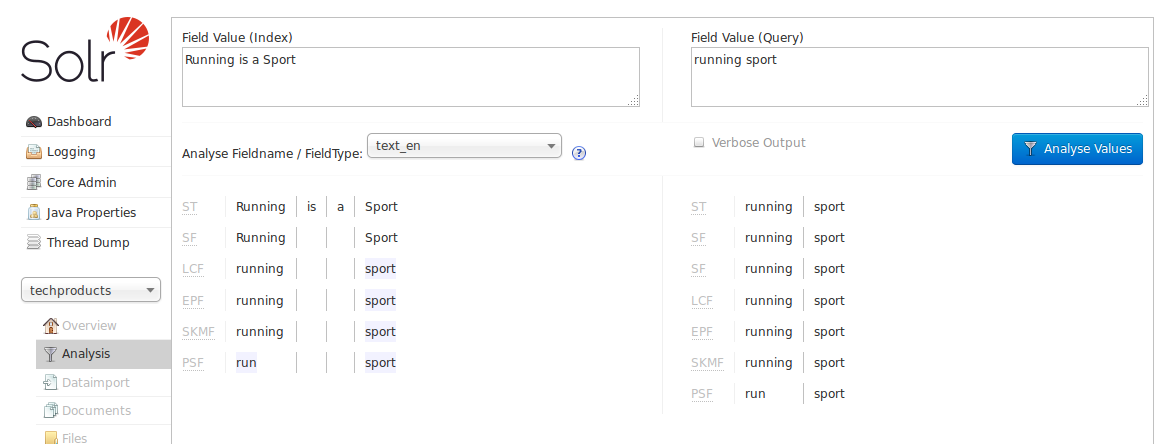 Solr
Dashboard
Logging
Core Admin
Java Properties
Thread Dump
techproducts
Overview
Analysis
Dataimport
Documents
Files
Field Value (Index)
Running is a Sport
Field Value (Query)
running sport
Analyse Fieldname / FieldType: text_en ?
Verbose Output
Analyse Values
ST Running is a Sport
SF Running Sport
LCF running sport
EPF running sport
SKMF running sport
PSF run sport
ST running sport
SF running sport
SF running sport
LCF running sport
EPF running sport
SKMF running sport
PSF run sport